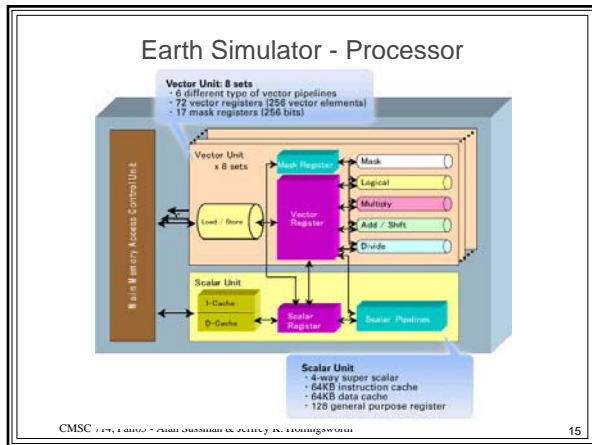 Earth Simulator - Processor
Vector Unit: 8 sets
· 6 different type of vector pipelines
· 72 vector registers (256 vector elements)
· 17 mask registers (256 bits)
Main Memory Access Control Unit
Vector Unit
x 8 sets
Mask Register
Load / Store
Vector
Register
Mask
Logical
Multiply
Add / Shift
Divide
Scalar Unit
I-Cache
D-Cache
Scalar
Register
Scalar Pipelines
Scalar Unit
· 4-way super scalar
· 64KB instruction cache
· 64KB data cache
· 128 general purpose register
CMSC 714, - Alan Sussman & Jeffrey K. Hollingsworth
15